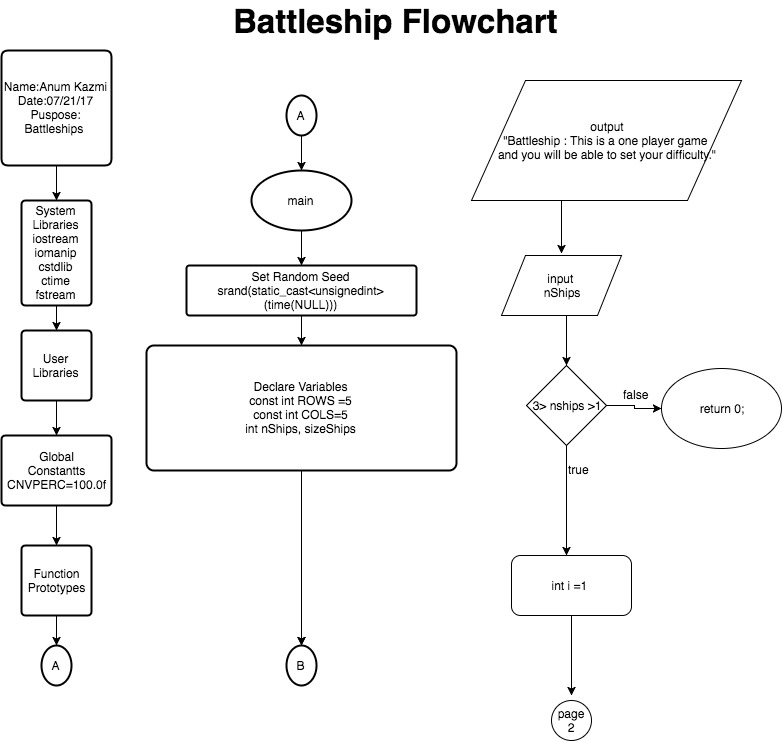 Battleship Flowchart
Name:Anum Kazmi
Date:07/21/17
Puspose:
Battleships
System
Libraries
iostream
iomanip
cstdlib
ctime
fstream
User
Libraries
Global
Constantts
CNVPERC=100.0f
Function
Prototypes
A
A
main
Set Random Seed
srand(static_cast<unsignedint>
(time(NULL)))
Declare Variables
const int ROWS =5
const int COLS=5
int nShips, sizeShips
B
output
"Battleship : This is a one player game
and you will be able to set your difficulty."
input
nShips
3> nships >1
false
return 0;
true
int i =1
page
2